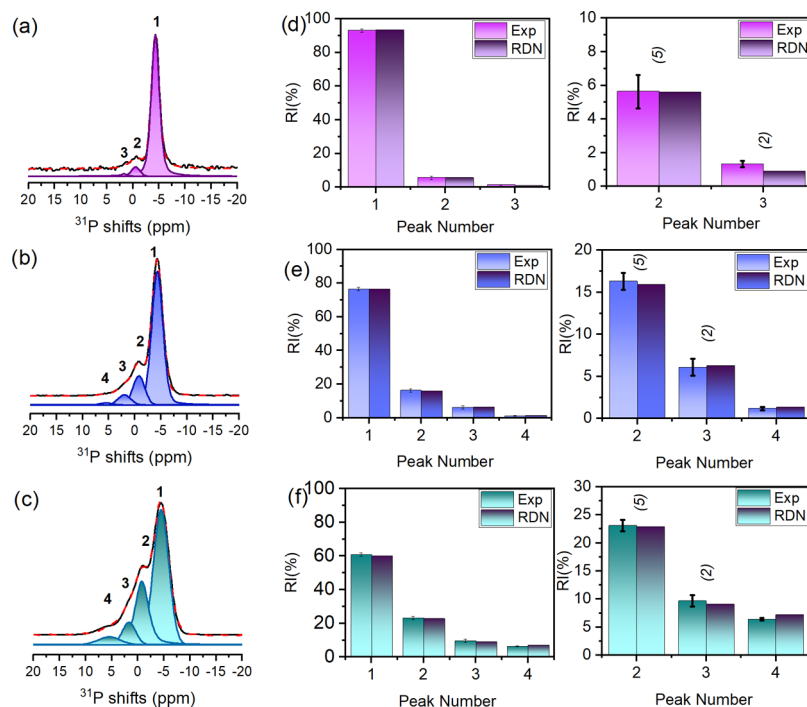 (a)
1
2
3
20 15 10 5 0 -5 -10 -15 -20
31P shifts (ppm)
(d)
100
80
60
40
20
0
RI(%)
Exp
RDN
1 2 3
Peak Number
10
8
6
4
2
0
RI(%)
(5)
(2)
Exp
RDN
2 3
Peak Number
(b)
1
2
3
4
20 15 10 5 0 -5 -10 -15 -20
31P shifts (ppm)
(e)
100
80
60
40
20
0
RI(%)
Exp
RDN
1 2 3 4
Peak Number
20
15
10
5
0
RI(%)
(5)
(2)
Exp
RDN
2 3 4
Peak Number
(c)
1
2
3
4
20 15 10 5 0 -5 -10 -15 -20
31P shifts (ppm)
(f)
100
80
60
40
20
0
RI(%)
Exp
RDN
1 2 3 4
Peak Number
30
25
20
15
10
5
0
RI(%)
(5)
(2)
Exp
RDN
2 3 4
Peak Number